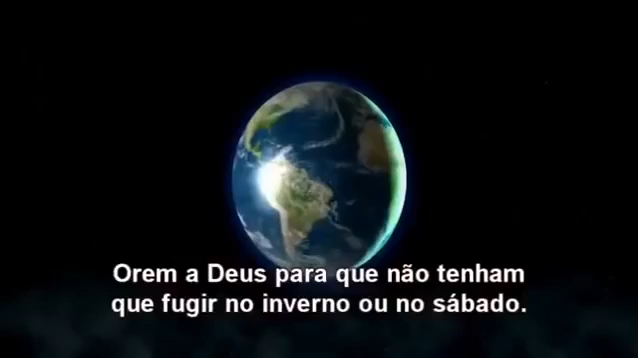 Orem a Deus para que não tenham
que fugir no inverno ou no sábado.